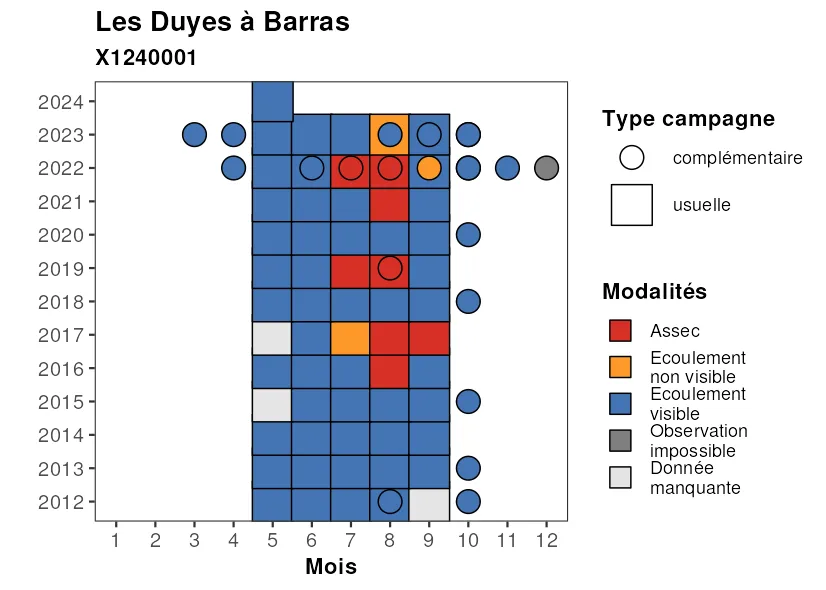 Les Duyes à Barras
X1240001
2024
2023
2022
2021
2020
2019
2018
2017
2016
2015
2014
2013
2012
1 2 3 4 5 6 7 8 9 10 11 12
Mois
Type campagne
complémentaire
usuelle
Modalités
Assec
Ecoulement
non visible
Ecoulement
visible
Observation
impossible
Donnée
manquante